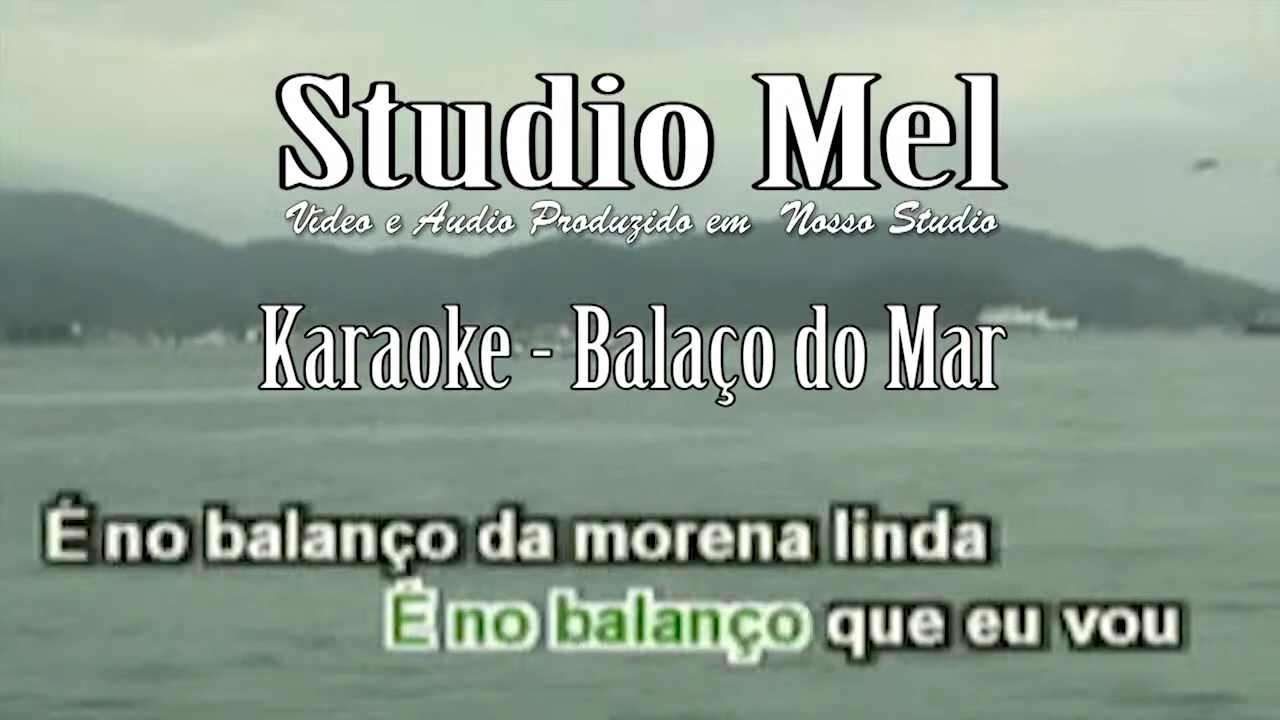 Studio Mel
Video e Audio Produzido em Nosso Studio
Karaoke - Balaço do Mar
É no balanço da morena linda
É no balanço que eu vou